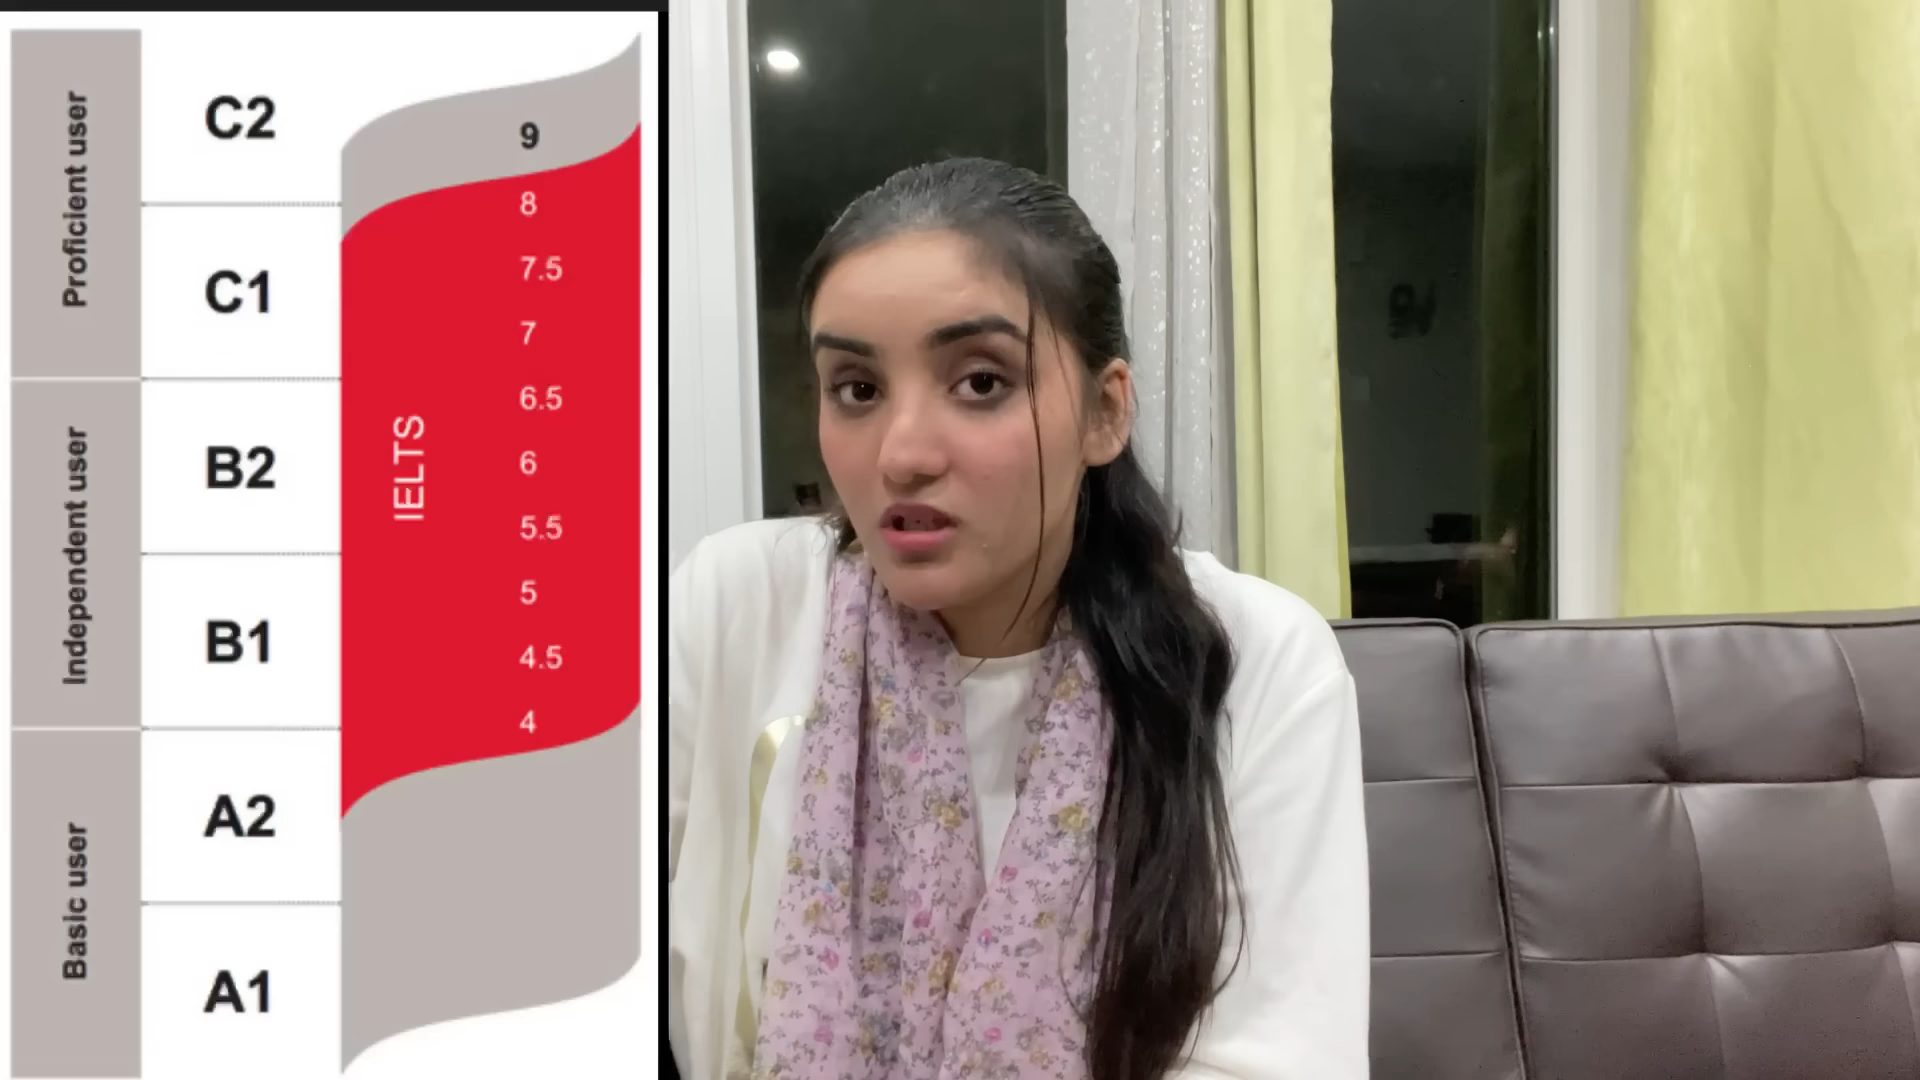 Proficient user
Independent user
Basic user
C2
C1
B2
B1
A2
A1
IELTS
9
8
7.5
7
6.5
6
5.5
5
4.5
4